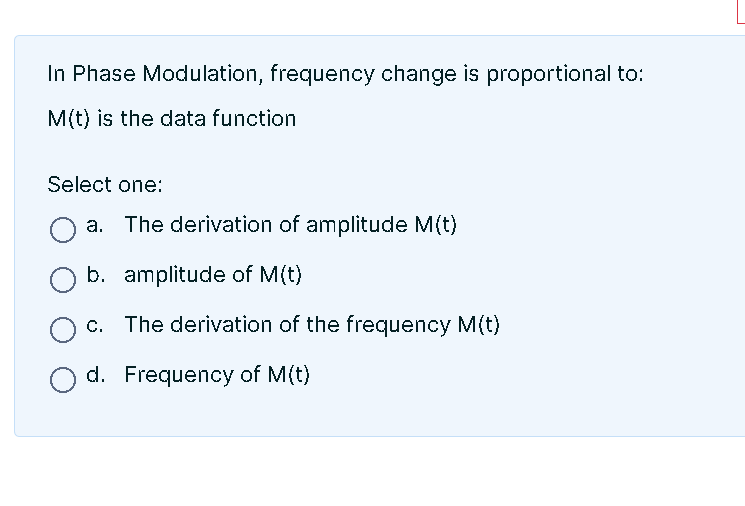 In Phase Modulation, frequency change is proportional to:
M(t) is the data function
Select one:
a. The derivation of amplitude M(t)
b. amplitude of M(t)
c. The derivation of the frequency M(t)
d. Frequency of M(t)